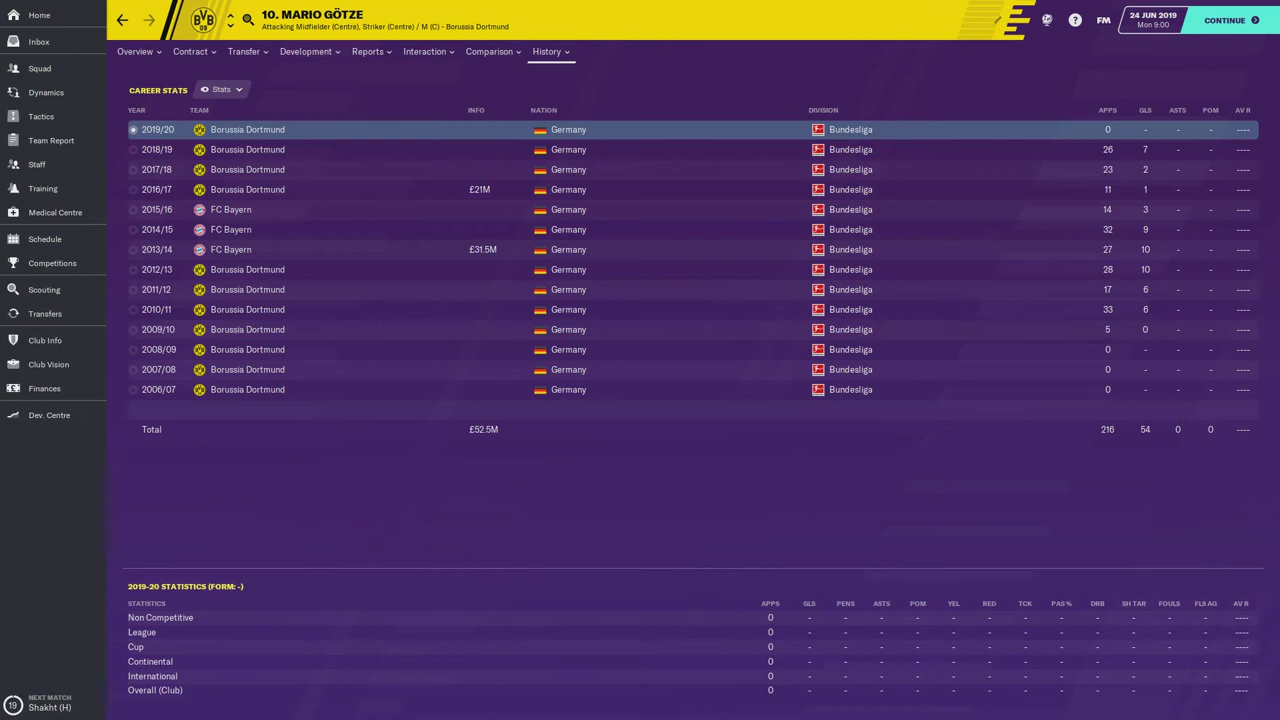 10. MARIO GÖTZE
Attacking Midfielder (Centre), Striker (Centre) / M (C) - Borussia Dortmund
FM
24 JUN 2019
Mon 9:00
CONTINUE
Home
Inbox
Squad
Dynamics
Tactics
Team Report
Staff
Training
Medical Centre
Schedule
Competitions
Scouting
Transfers
Club Info
Club Vision
Finances
Dev. Centre
19
NEXT MATCH
Shakht (H)
Overview Contract Transfer Development Reports Interaction Comparison History
CAREER STATS Stats
YEAR TEAM INFO NATION DIVISION APPS GLS ASTS POM AV R
2019/20 Borussia Dortmund Germany Bundesliga 0 - - - ----
2018/19 Borussia Dortmund Germany Bundesliga 26 7 - - ----
2017/18 Borussia Dortmund Germany Bundesliga 23 2 - - ----
2016/17 Borussia Dortmund £21M Germany Bundesliga 11 1 - - ----
2015/16 FC Bayern Germany Bundesliga 14 3 - - ----
2014/15 FC Bayern Germany Bundesliga 32 9 - - ----
2013/14 FC Bayern £31.5M Germany Bundesliga 27 10 - - ----
2012/13 Borussia Dortmund Germany Bundesliga 28 10 - - ----
2011/12 Borussia Dortmund Germany Bundesliga 17 6 - - ----
2010/11 Borussia Dortmund Germany Bundesliga 33 6 - - ----
2009/10 Borussia Dortmund Germany Bundesliga 5 0 - - ----
2008/09 Borussia Dortmund Germany Bundesliga 0 - - - ----
2007/08 Borussia Dortmund Germany Bundesliga 0 - - - ----
2006/07 Borussia Dortmund Germany Bundesliga 0 - - - ----
Total £52.5M 216 54 0 0 ----
2019-20 STATISTICS (FORM: -)
STATISTICS APPS GLS PENS ASTS POM YEL RED TCK PAS % DRB SH TAR FOULS FLS AG AV R
Non Competitive 0 - - - - - - - - - - - - ----
League 0 - - - - - - - - - - - - ----
Cup 0 - - - - - - - - - - - - ----
Continental 0 - - - - - - - - - - - - ----
International 0 - - - - - - - - - - - - ----
Overall (Club) 0 - - - - - - - - - - - - ----